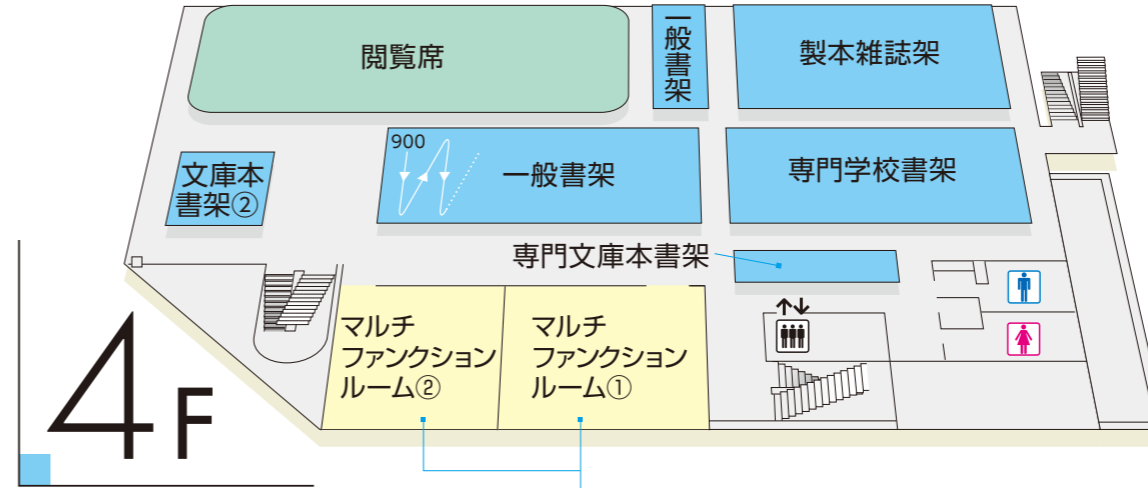 閲覧席
一般書架
製本雑誌架
900
一般書架
専門学校書架
文庫本
書架②
専門文庫本書架
マルチ
ファンクション
ルーム②
マルチ
ファンクション
ルーム①
4F